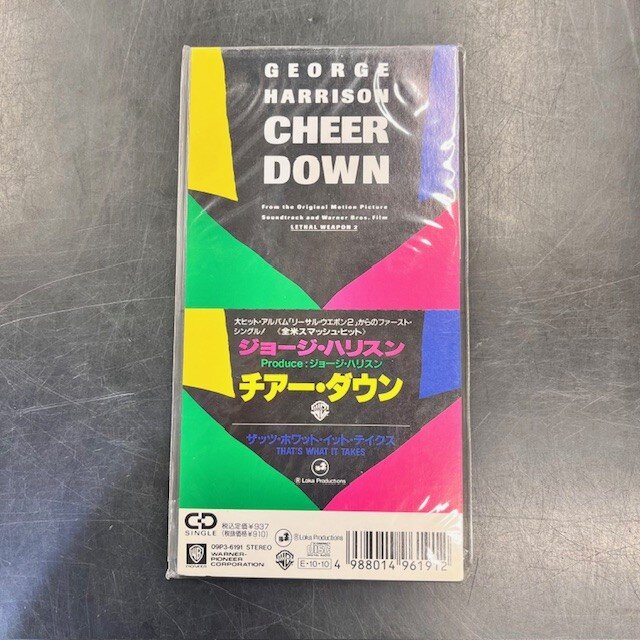 GEORGE
HARRISON
CHEER
DOWN
From the Original Motion Picture
Soundtrack and Warner Bros. Film
LETHAL WEAPON 2
大ヒット・アルバム「リーサルウエポン2」からのファースト・
シングル! 〈全米スマッシュ・ヒット〉
ジョージ・ハリスン
Produce:ジョージ・ハリスン
チアー・ダウン
ザッツ・ホワット・イット・テイクス
THAT'S WHAT IT TAKES
Ⓡ Loka Productions
CD
SINGLE
税込定価¥937
(税抜価格¥910)
09P3-6191 STEREO
WARNER-
PIONEER
CORPORATION
PIONEER
Ⓡ Loka Productions
E・10・10
4 988014 961912